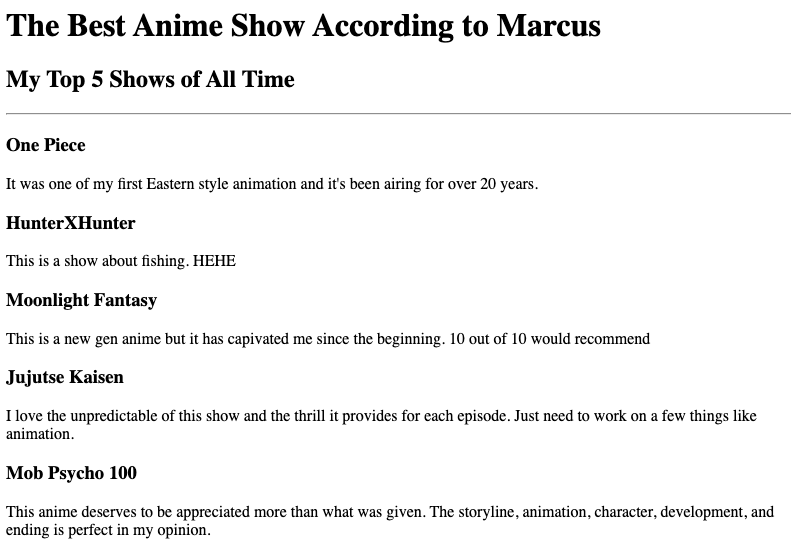 The Best Anime Show According to Marcus
My Top 5 Shows of All Time
One Piece
It was one of my first Eastern style animation and it's been airing for over 20 years.
HunterXHunter
This is a show about fishing. HEHE
Moonlight Fantasy
This is a new gen anime but it has capivated me since the beginning. 10 out of 10 would recommend
Jujutse Kaisen
I love the unpredictable of this show and the thrill it provides for each episode. Just need to work on a few things like
animation.
Mob Psycho 100
This anime deserves to be appreciated more than what was given. The storyline, animation, character, development, and
ending is perfect in my opinion.